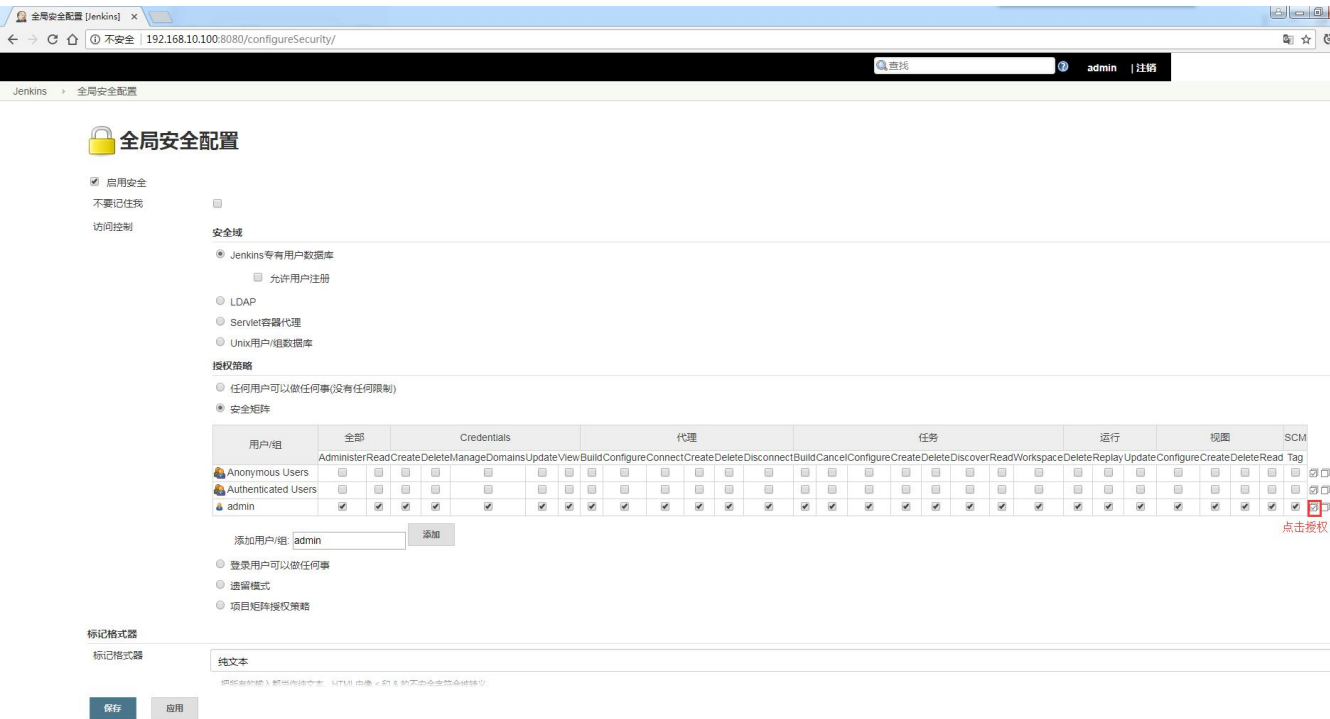 全局安全配置 [Jenkins]
不安全 | 192.168.10.100:8080/configureSecurity/
查找 admin | 注销
Jenkins 全局安全配置
全局安全配置
启用安全
不要记住我
访问控制
安全域
Jenkins专有用户数据库
允许用户注册
LDAP
Servlet容器代理
Unix用户/组数据库
授权策略
任何用户可以做任何事(没有任何限制)
安全矩阵
用户/组 全部 Credentials 代理 任务 运行 视图 SCM
Administer Read Create Delete ManageDomains Update View Build Configure Connect Create Delete Disconnect Build Cancel Configure Create Delete Discover Read Workspace Delete Replay Update Configure Create Delete Read Tag
Anonymous Users
Authenticated Users
admin
点击授权
添加用户/组: admin 添加
登录用户可以做任何事
遗留模式
项目矩阵授权策略
标记格式器
标记格式器 纯文本
保存 应用